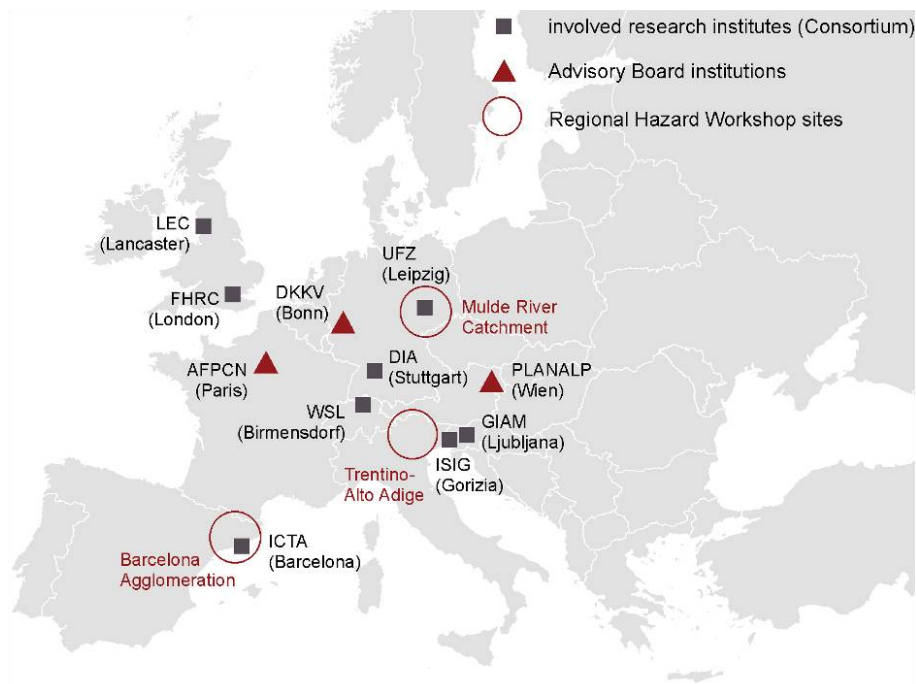 involved research institutes (Consortium)
Advisory Board institutions
Regional Hazard Workshop sites
LEC
(Lancaster)
FHRC
(London)
UFZ
(Leipzig)
DKKV
(Bonn)
Mulde River
Catchment
AFPCN
(Paris)
DIA
(Stuttgart)
PLANALP
(Wien)
WSL
(Birmensdorf)
GIAM
(Ljubljana)
Trentino-
Alto Adige
ISIG
(Gorizia)
ICTA
(Barcelona)
Barcelona
Agglomeration